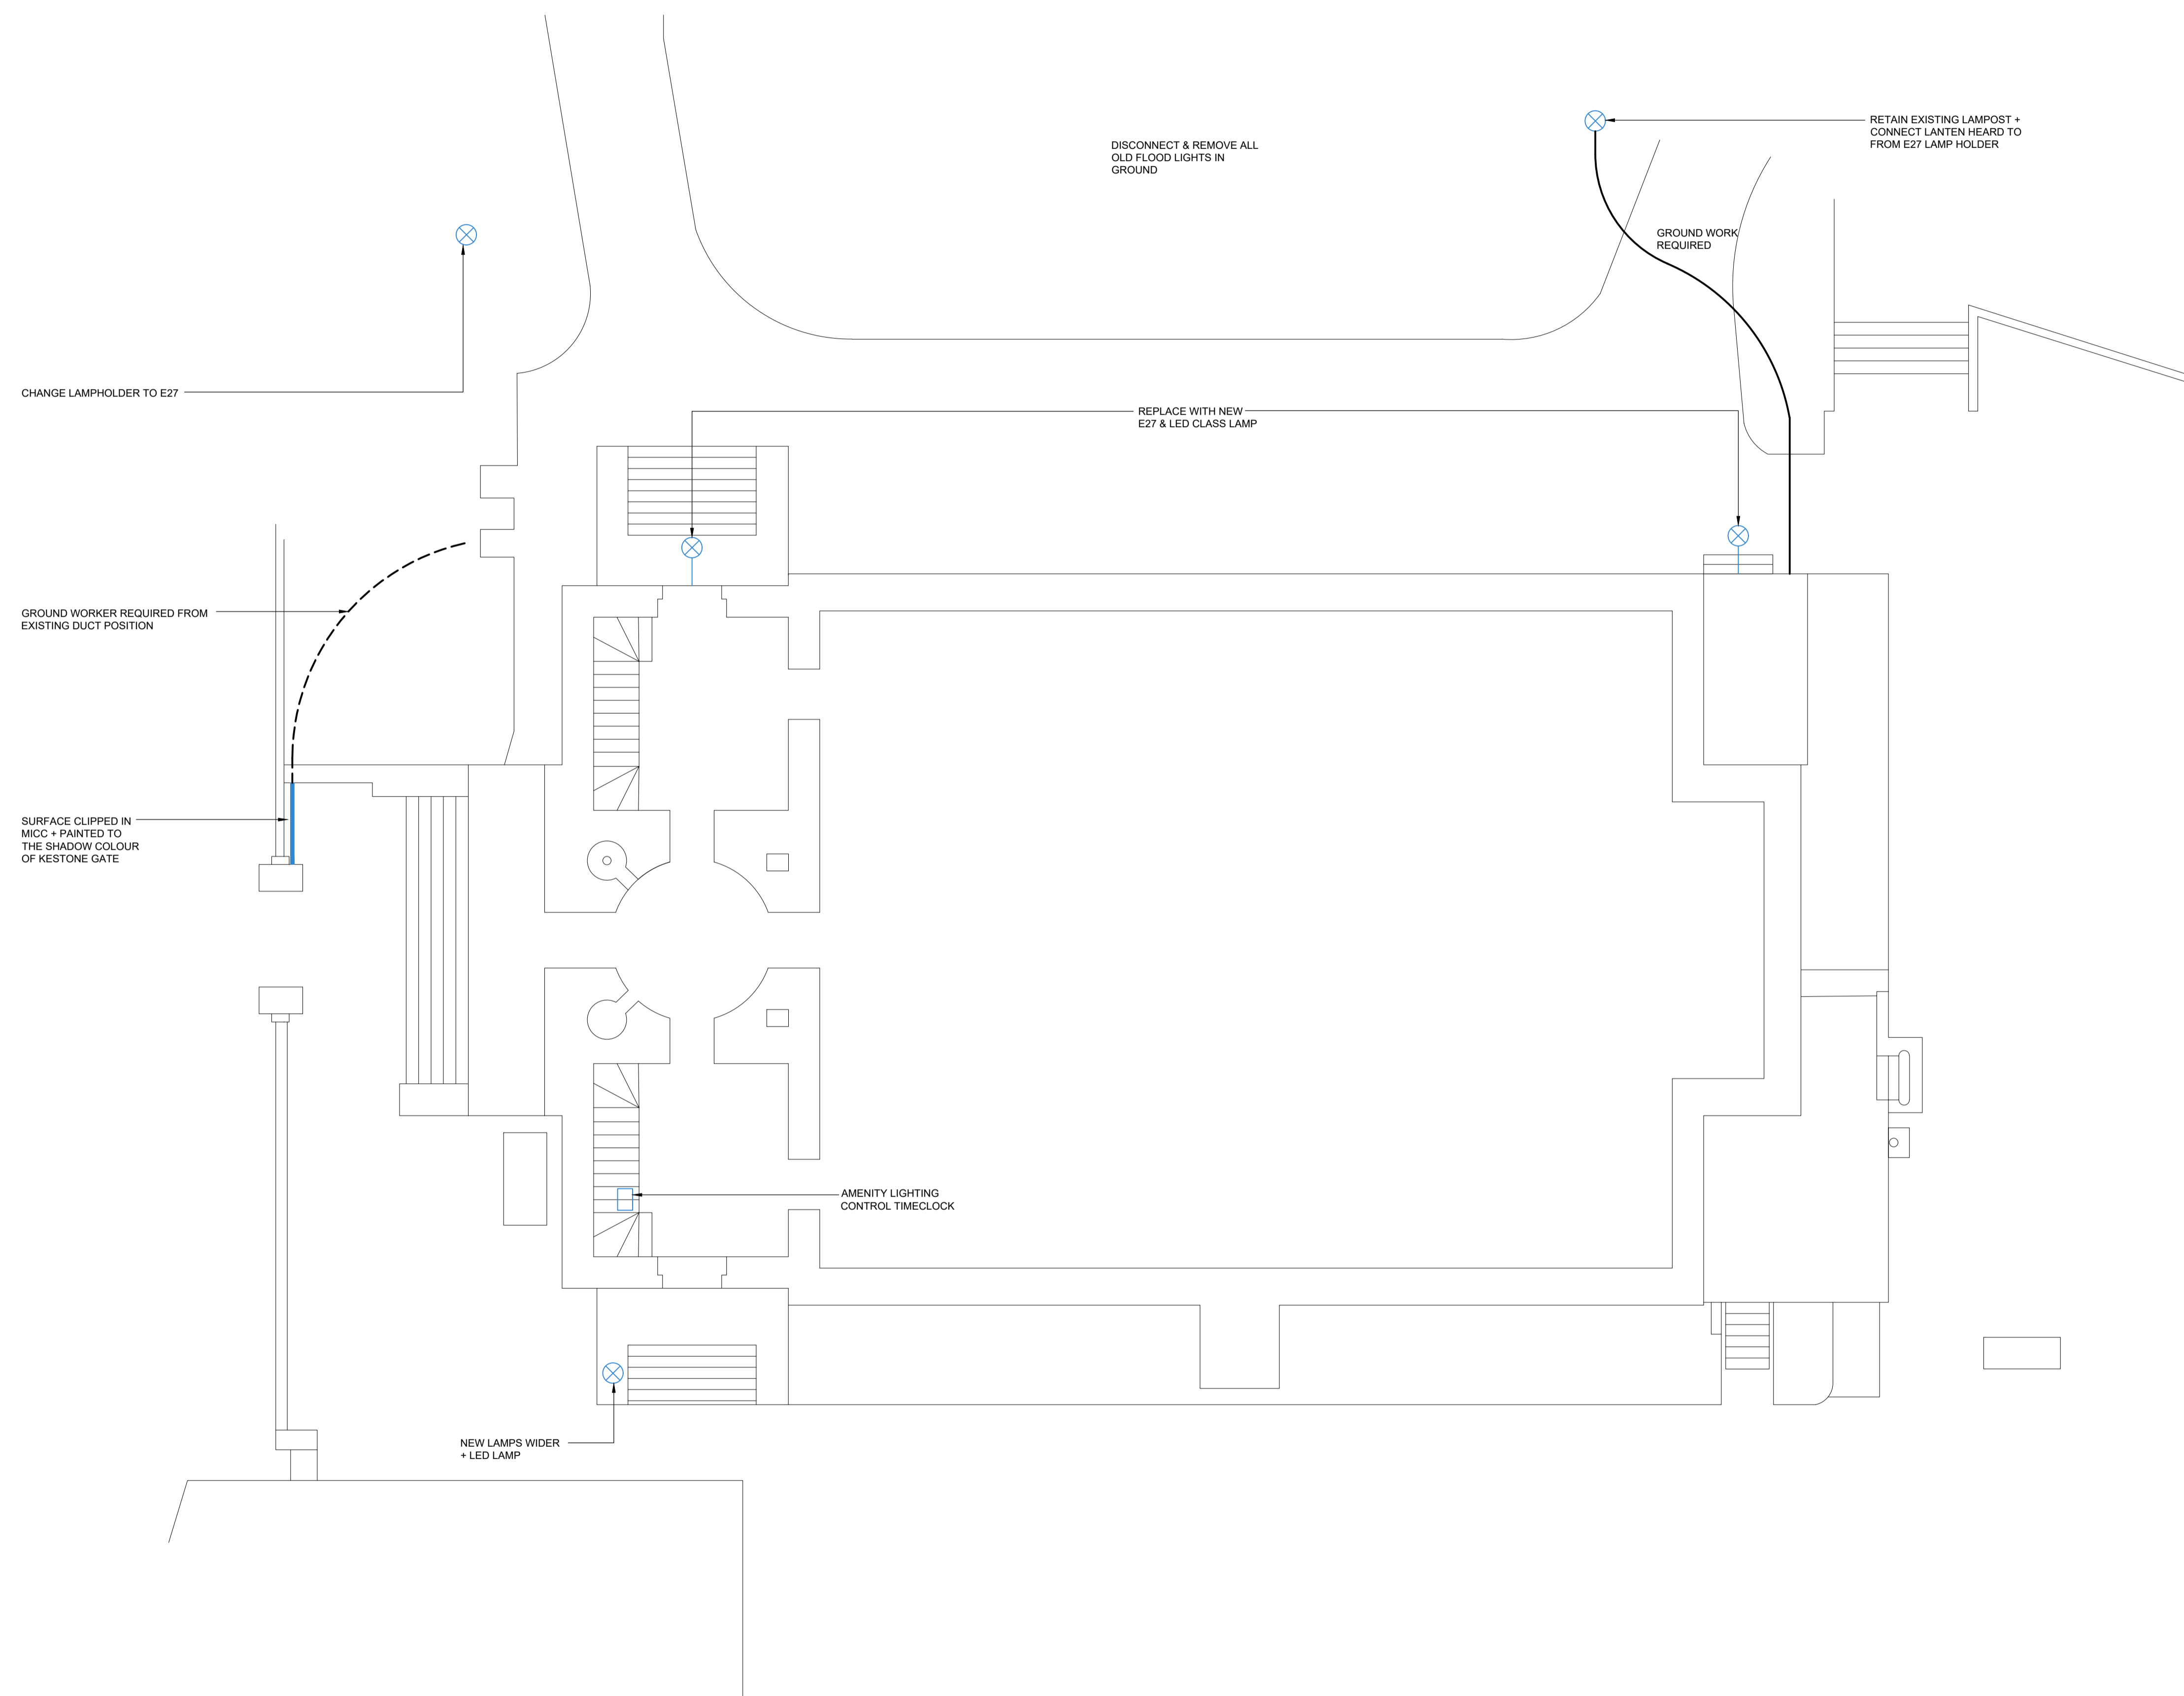 RETAIN EXISTING LAMPOST +
CONNECT LANTEN HEARD TO
FROM E27 LAMP HOLDER
DISCONNECT & REMOVE ALL
OLD FLOOD LIGHTS IN
GROUND
GROUND WORK
REQUIRED
CHANGE LAMPHOLDER TO E27
REPLACE WITH NEW
E27 & LED CLASS LAMP
GROUND WORKER REQUIRED FROM
EXISTING DUCT POSITION
SURFACE CLIPPED IN
MICC + PAINTED TO
THE SHADOW COLOUR
OF KESTONE GATE
AMENITY LIGHTING
CONTROL TIMECLOCK
NEW LAMPS WIDER
+ LED LAMP